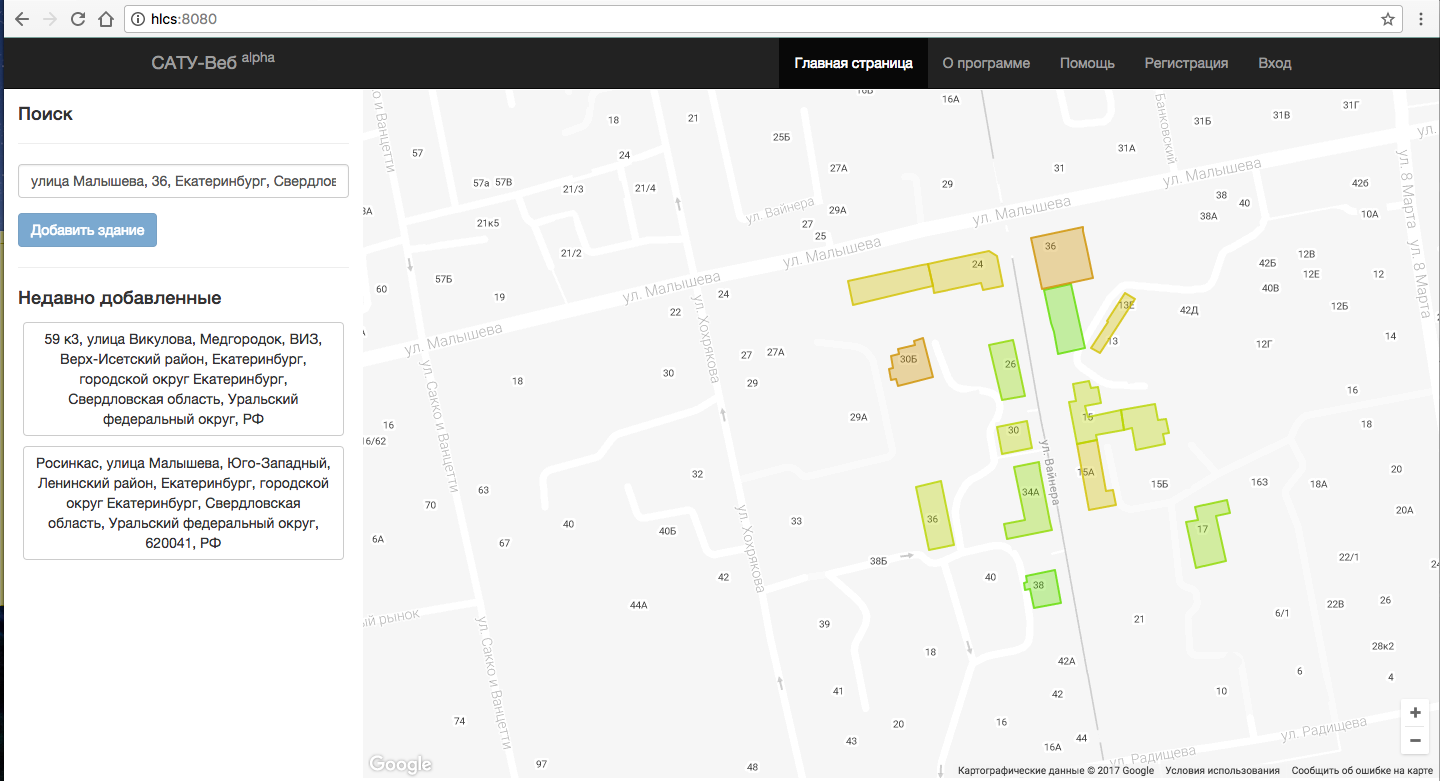 hlcs:8080
САТУ-Веб alpha
Главная страница
О программе
Помощь
Регистрация
Вход
Поиск
улица Малышева, 36, Екатеринбург, Свердлов
Добавить здание
Недавно добавленные
59 к3, улица Викулова, Медгородок, ВИЗ,
Верх-Исетский район, Екатеринбург,
городской округ Екатеринбург,
Свердловская область, Уральский
федеральный округ, РФ
Росинкас, улица Малышева, Юго-Западный,
Ленинский район, Екатеринбург, городской
округ Екатеринбург, Свердловская
область, Уральский федеральный округ,
620041, РФ
16А
31Г
18
21
31В
31Б
25Б
Банковский
ул.
57
24
31А
27А
31
ул. Малышева
57а
57В
21/3
21/4
29
42б
38
40
ул. 8 Марта
ул. Вайнера
29А
ул. Малышева
38А
10А
21к5
27
25
36
ул. Малышева
21/2
12В
42Б
24
12Е
12
57Б
40В
60
19
ул. Малышева
24
13Е
12Б
22
42Д
16
ул. Малышева
13
12Г
14
ул. 8 Марта
27
27А
30Б
26
30
18
29
16
ул. Хохрякова
29А
15
18
30
16/62
ул. Сакко и Ванцетти
32
ул. Вайнера
15А
20
15Б
163
18А
63
34А
70
20А
36
33
40
17
40Б
6А
67
ул. Хохрякова
38Б
22/1
42
40
38
44А
22В
26
ый рынок
6/1
39
21
18
28к2
ул. Сакко и Ванцетти
42А
6
4
41
42
10
74
20
16
ул. Радищева
43
44
16А
ул. Радищева
97
48
+
−
Google
Картографические данные © 2017 Google
Условия использования
Сообщить об ошибке на карте